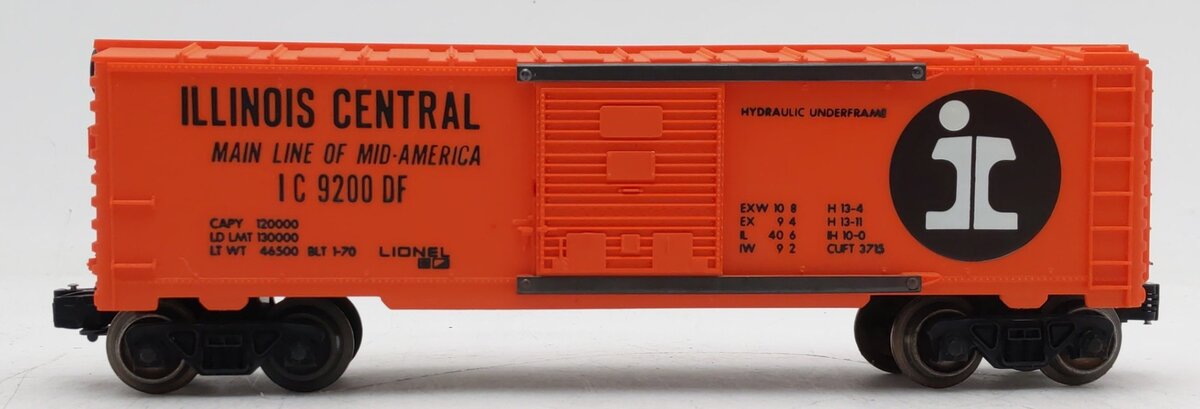 ILLINOIS CENTRAL
MAIN LINE OF MID-AMERICA
IC 9200 DF
CAPY 120000
LD LMT 130000
LT WT 46500 BLT 1-70 LIONEL
HYDRAULIC UNDERFRAME
EXW 10 8 H 13-4
EX 9 4 H 13-11
IL 40 6 IH 10-0
IW 9 2 CUFT 3715
i